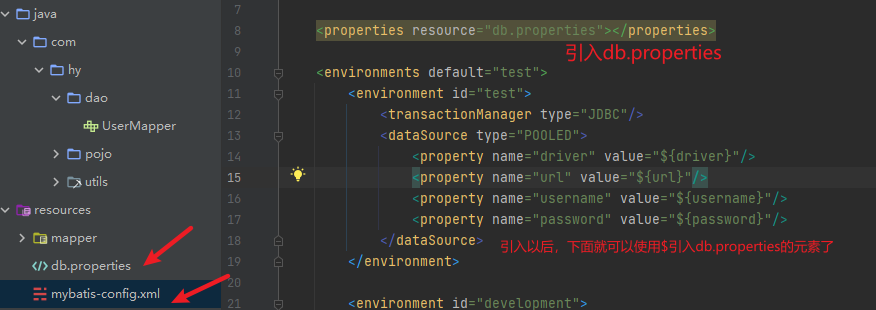 java
com
hy
dao
UserMapper
pojo
utils
resources
mapper
db.properties
mybatis-config.xml
7
8 <properties resource="db.properties"></properties>
引入db.properties
9
10 <environments default="test">
11 <environment id="test">
12 <transactionManager type="JDBC"/>
13 <dataSource type="POOLED">
14 <property name="driver" value="${driver}"/>
15 <property name="url" value="${url}"/>
16 <property name="username" value="${username}"/>
17 <property name="password" value="${password}"/>
18 </dataSource>
引入以后，下面就可以使用$引入db.properties的元素了
19 </environment>
20
21 <environment id="development">